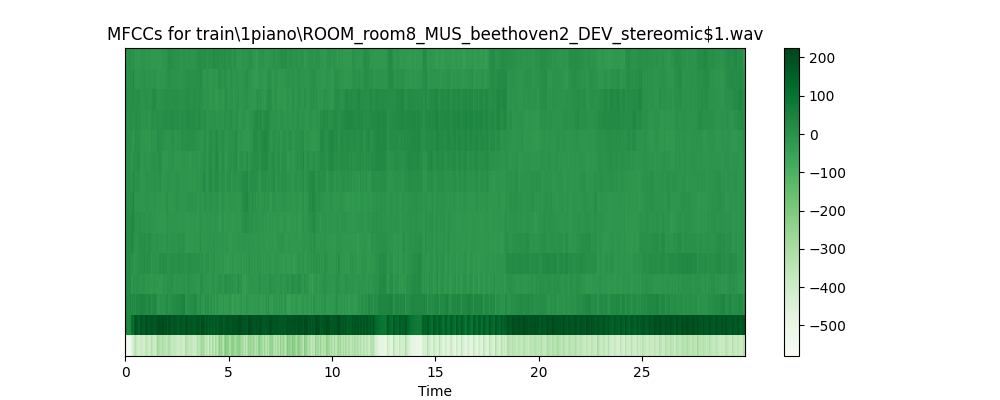 MFCCs for train\1piano\ROOM_room8_MUS_beethoven2_DEV_stereomic$1.wav
200
100
0
−100
−200
−300
−400
−500
0 5 10 15 20 25
Time